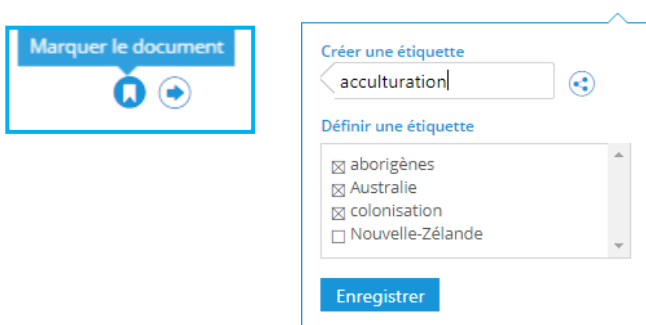 Marquer le document
Créer une étiquette
acculturation
Définir une étiquette
aborigènes
Australie
colonisation
Nouvelle-Zélande
Enregistrer